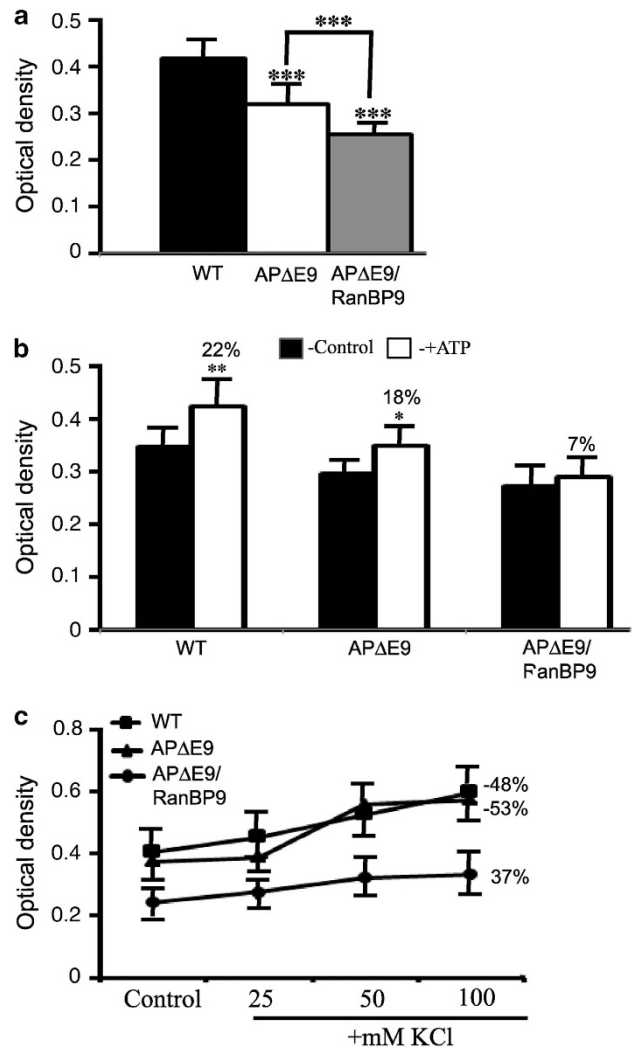 a
0.5
0.4
0.3
0.2
0.1
0
Optical density
***
***
***
WT
APΔE9
APΔE9/
RanBP9
b
-Control
-+ATP
0.5
0.4
0.3
0.2
0.1
0
Optical density
22%
**
18%
*
7%
WT
APΔE9
APΔE9/
RanBP9
c
0.8
0.6
0.4
0.2
0
Optical density
WT
APΔE9
APΔE9/
RanBP9
-48%
-53%
37%
Control
25
50
100
+mM KCl